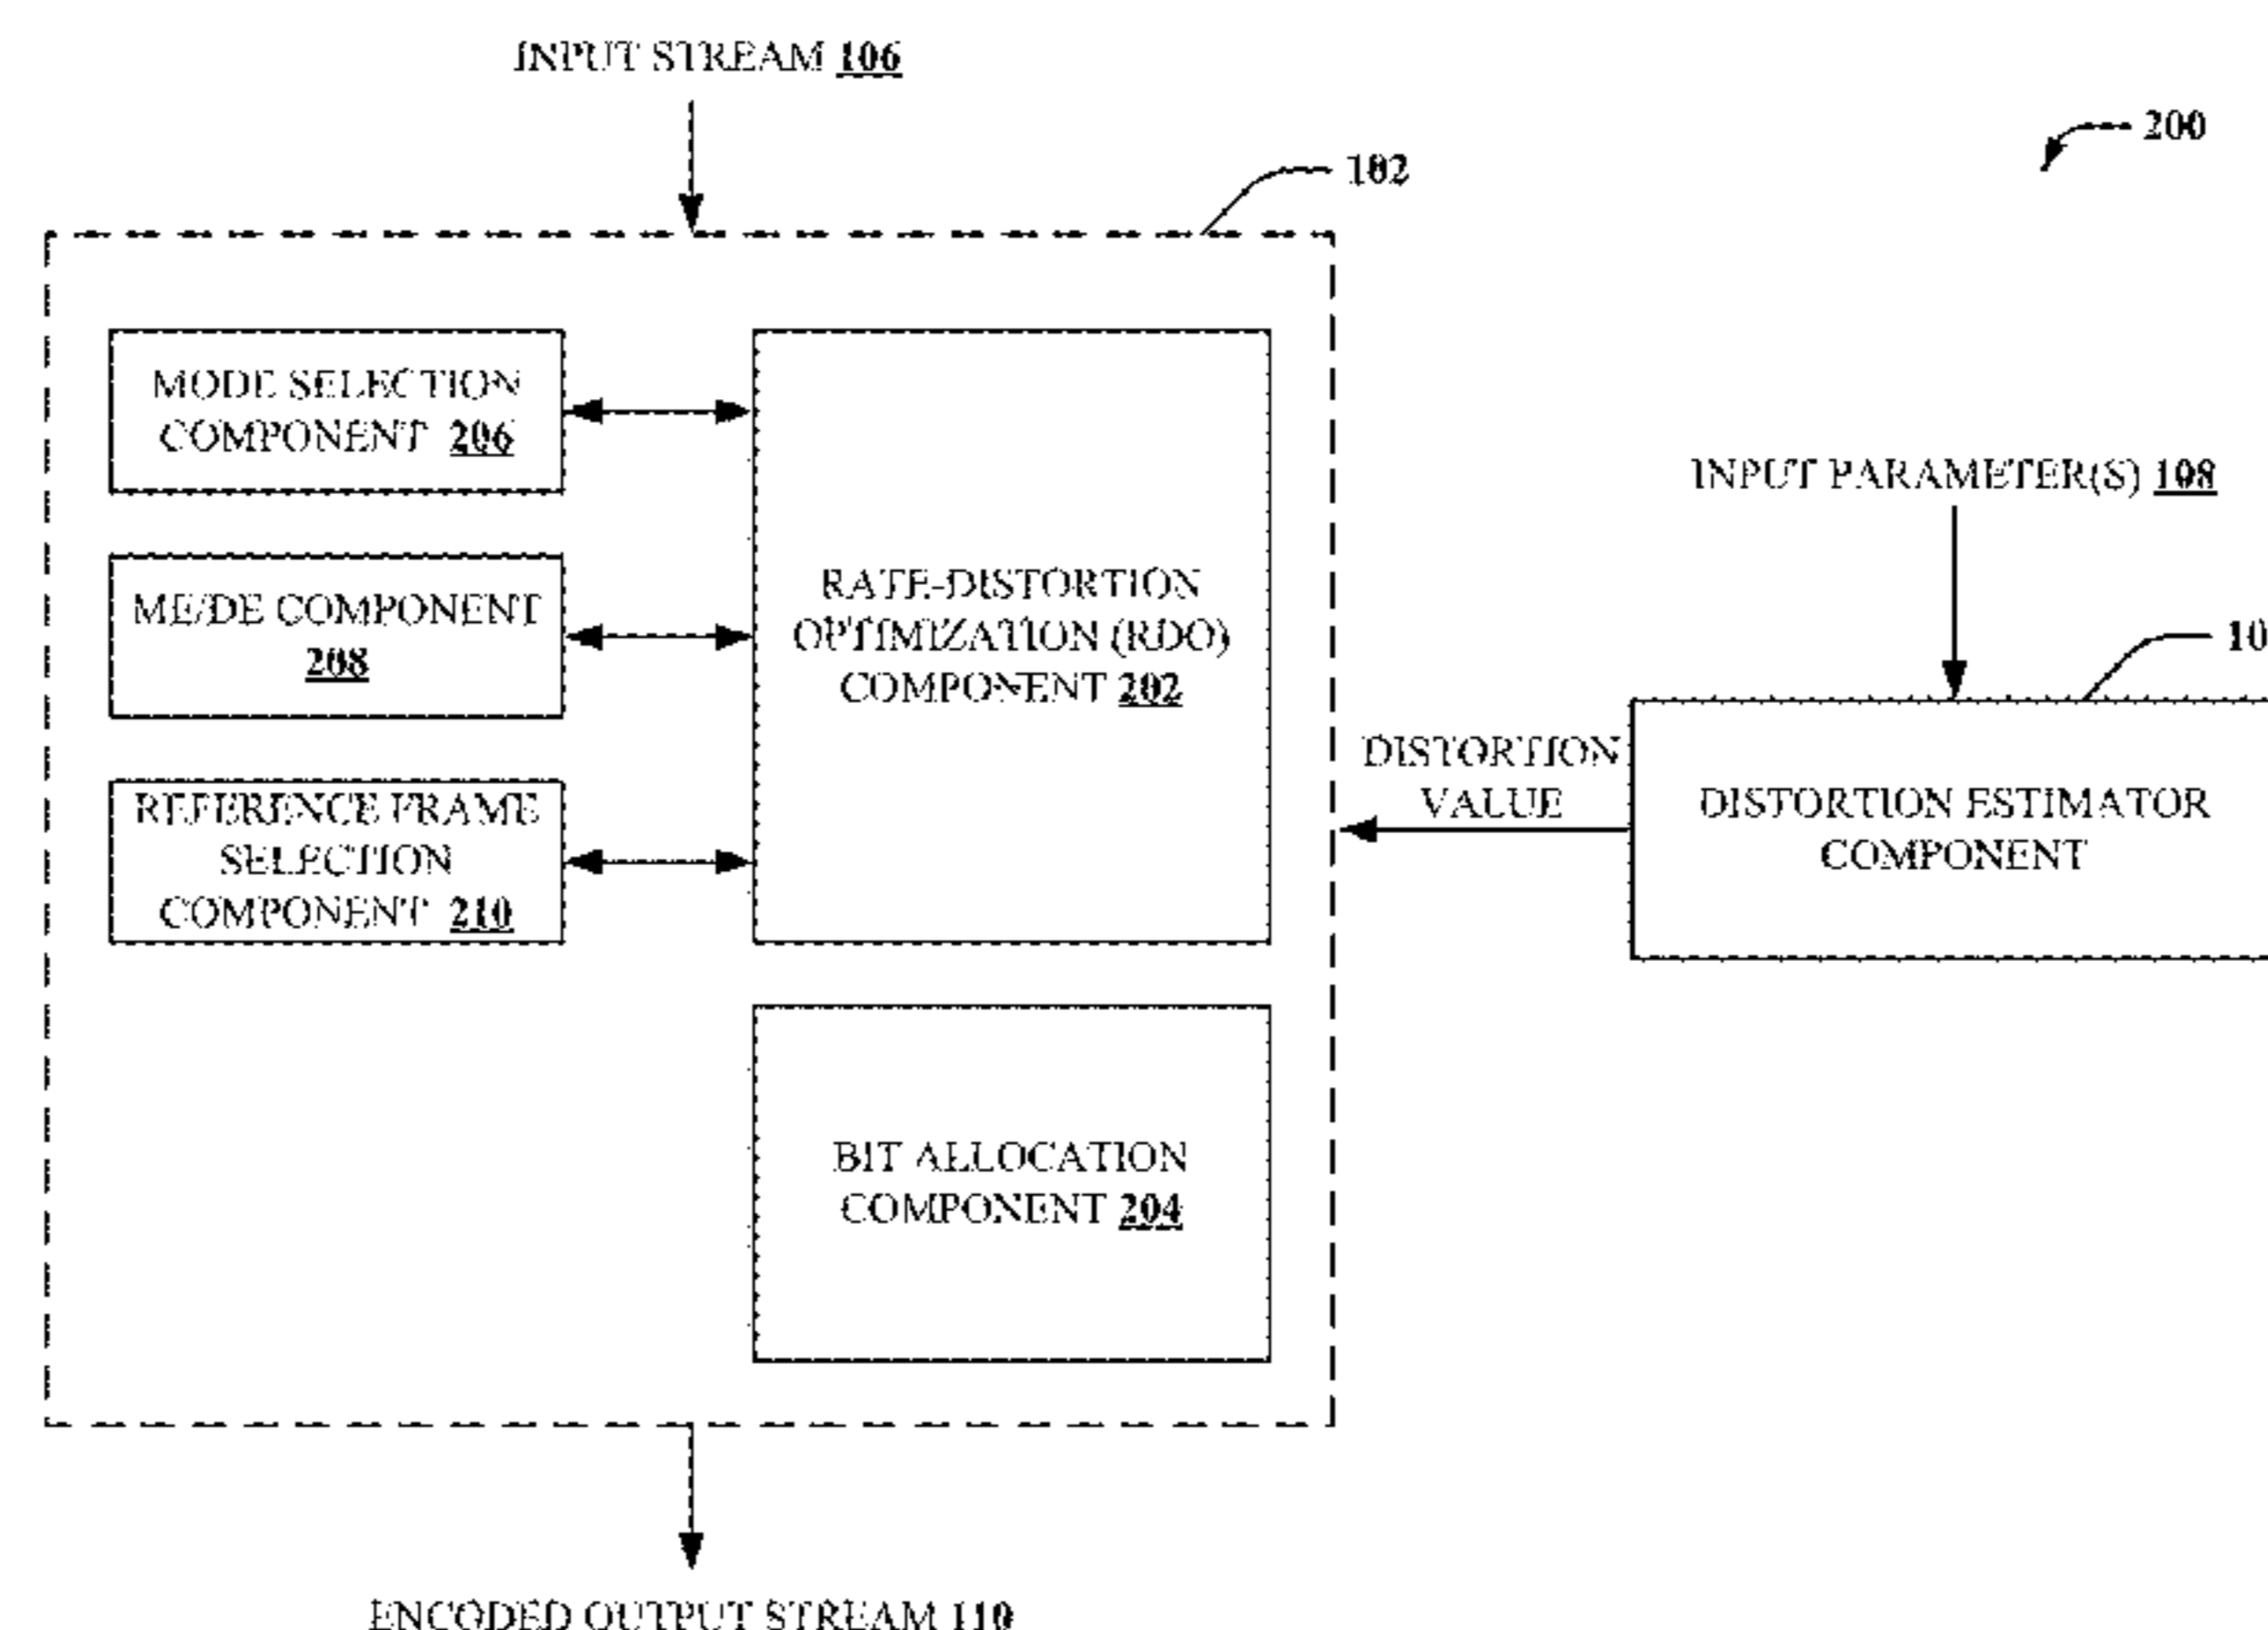 INPUT STREAM 106
200
102
MODE SELECTION
COMPONENT 206
INPUT PARAMETER(S) 108
RATE-DISTORTION
OPTIMIZATION (RDO)
COMPONENT 202
ME/DE COMPONENT
208
10
DISTORTION
VALUE
DISTORTION ESTIMATOR
COMPONENT
REFERENCE FRAME
SELECTION
COMPONENT 210
BIT ALLOCATION
COMPONENT 204
ENCODED OUTPUT STREAM 110